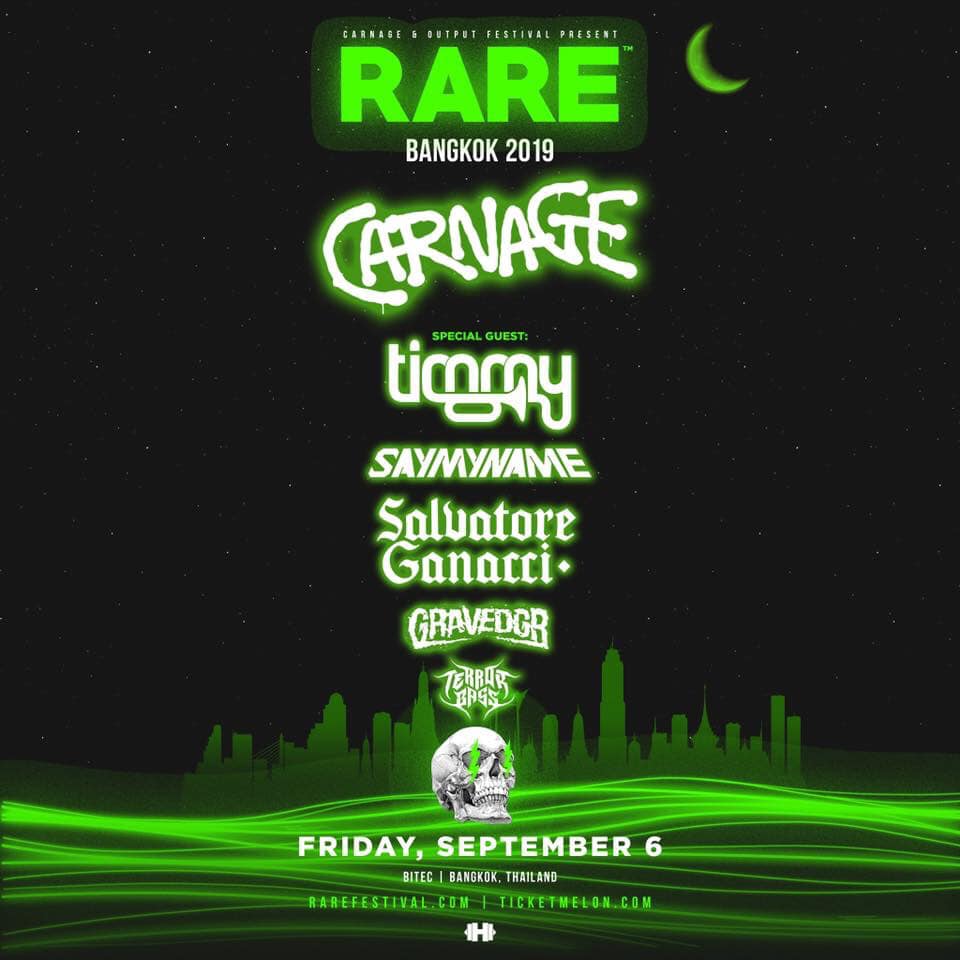 CARNAGE & OUTPUT FESTIVAL PRESENT
RARE™
BANGKOK 2019
CARNAGE
SPECIAL GUEST:
timmy
SAYMYNAME
Salvatore
Ganacci
GRAVEDGR
TERROR
BASS
FRIDAY, SEPTEMBER 6
BITEC | BANGKOK, THAILAND
RAREFESTIVAL.COM | TICKETMELON.COM
H